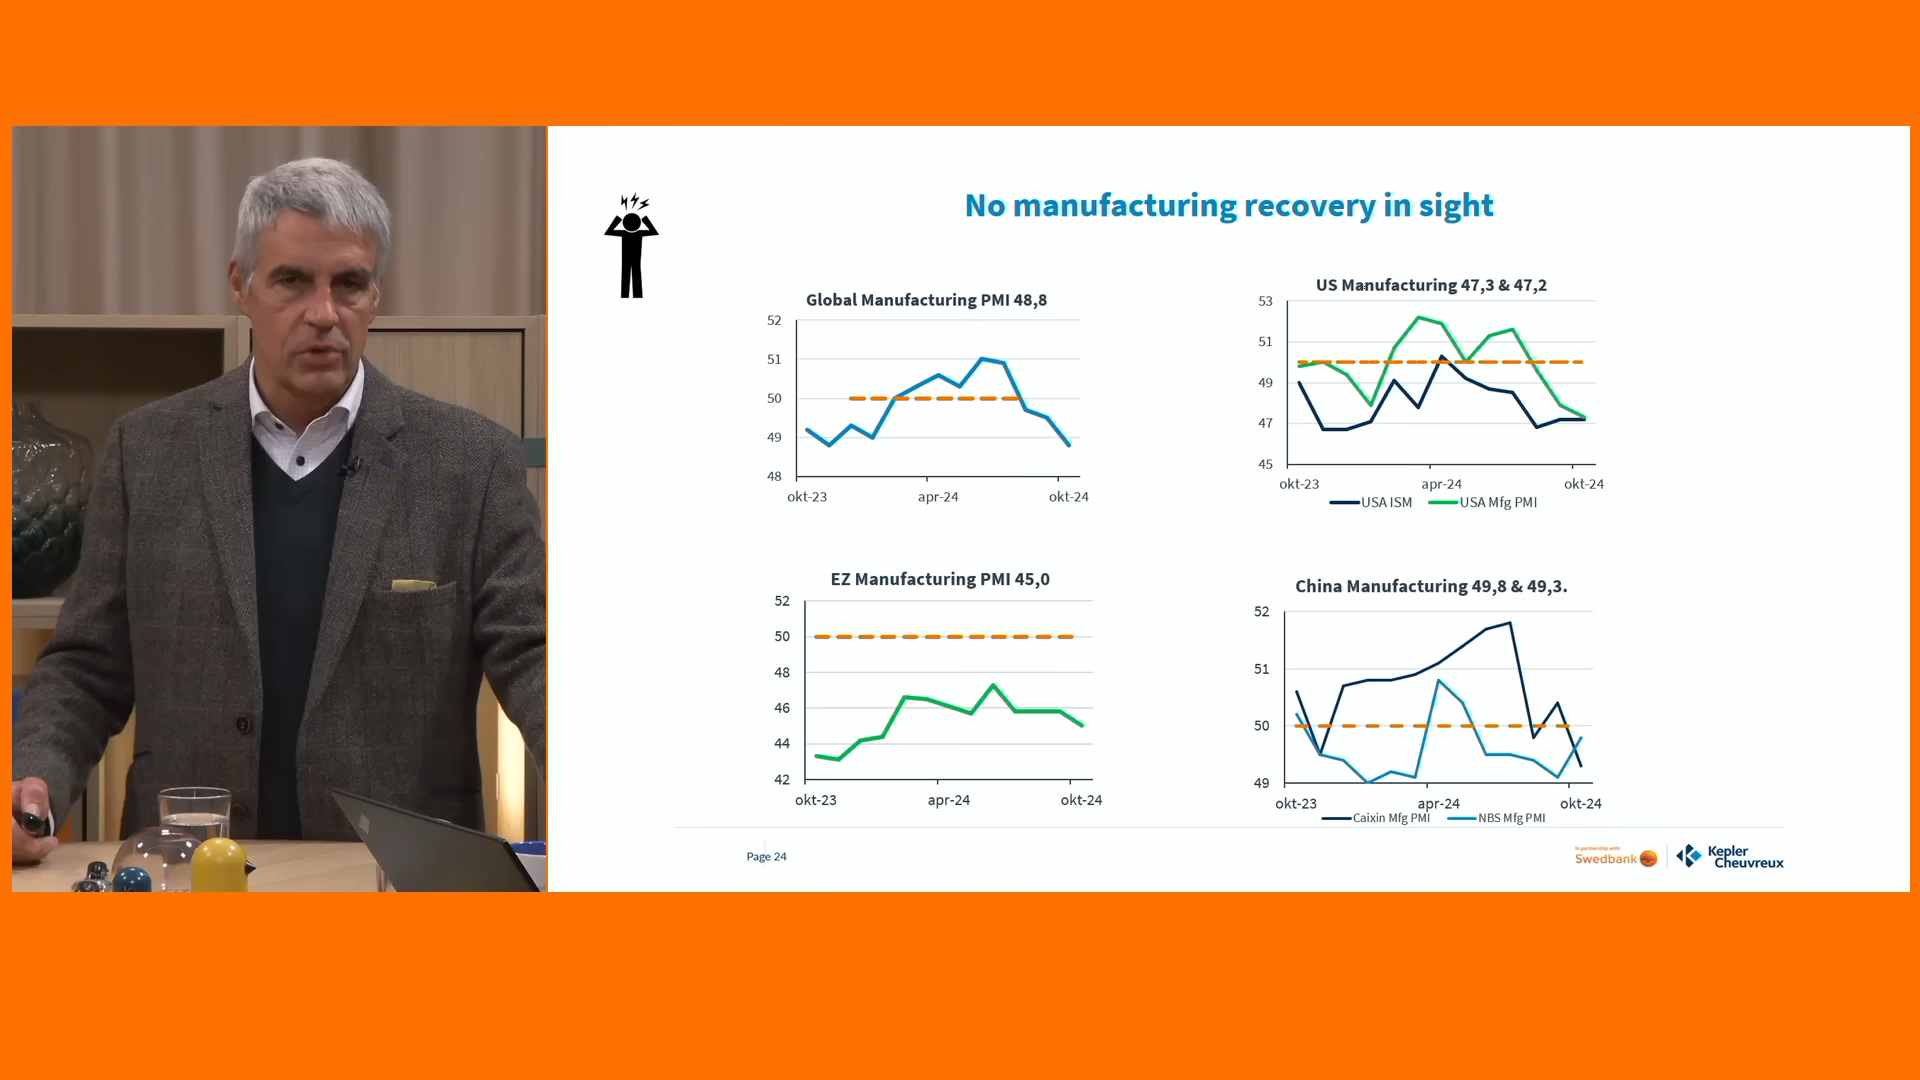 No manufacturing recovery in sight
Global Manufacturing PMI 48,8
52
51
50
49
48
okt-23
apr-24
okt-24
US Manufacturing 47,3 & 47,2
53
51
49
47
45
okt-23
apr-24
okt-24
USA ISM
USA Mfg PMI
EZ Manufacturing PMI 45,0
52
50
48
46
44
42
okt-23
apr-24
okt-24
China Manufacturing 49,8 & 49,3.
52
51
50
49
okt-23
apr-24
okt-24
Caixin Mfg PMI
NBS Mfg PMI
Page 24
In partnership with
Swedbank
Kepler
Cheuvreux